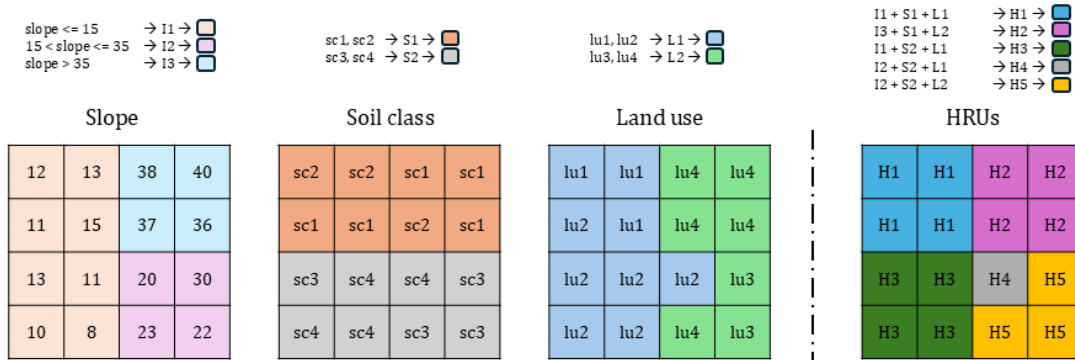 slope <= 15 → I1 →
15 < slope <= 35 → I2 →
slope > 35 → I3 →
sc1, sc2 → S1 →
sc3, sc4 → S2 →
lu1, lu2 → L1 →
lu3, lu4 → L2 →
I1 + S1 + L1 → H1 →
I3 + S1 + L2 → H2 →
I1 + S2 + L1 → H3 →
I2 + S2 + L1 → H4 →
I2 + S2 + L2 → H5 →
Slope
12 13 38 40
11 15 37 36
13 11 20 30
10 8 23 22
Soil class
sc2 sc2 sc1 sc1
sc1 sc1 sc2 sc1
sc3 sc4 sc4 sc3
sc4 sc4 sc3 sc3
Land use
lu1 lu1 lu4 lu4
lu2 lu1 lu4 lu4
lu2 lu2 lu2 lu3
lu2 lu2 lu4 lu3
HRUs
H1 H1 H2 H2
H1 H1 H2 H2
H3 H3 H4 H5
H3 H3 H5 H5